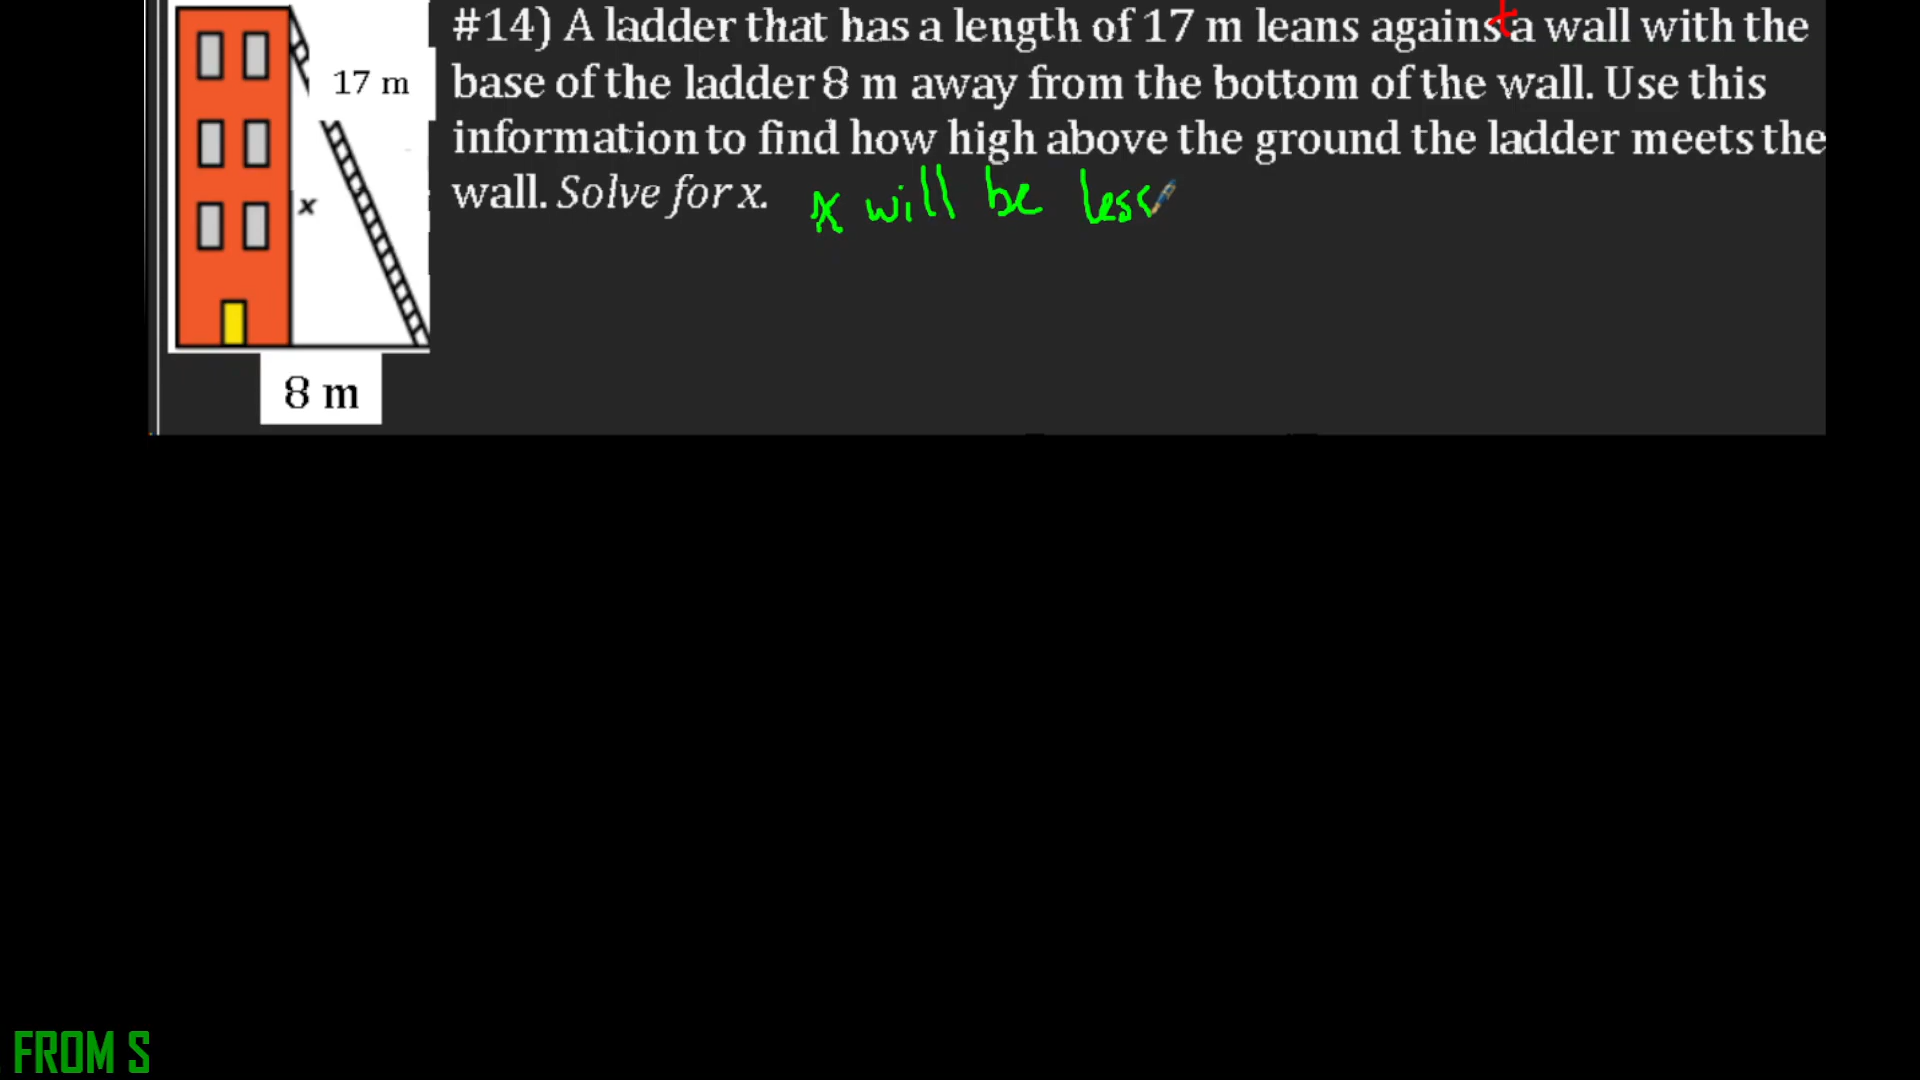 #14) A ladder that has a length of 17 m leans against a wall with the
17 m
base of the ladder 8 m away from the bottom of the wall. Use this
information to find how high above the ground the ladder meets the
wall. Solve for x. x will be less
x
8 m
FROM S